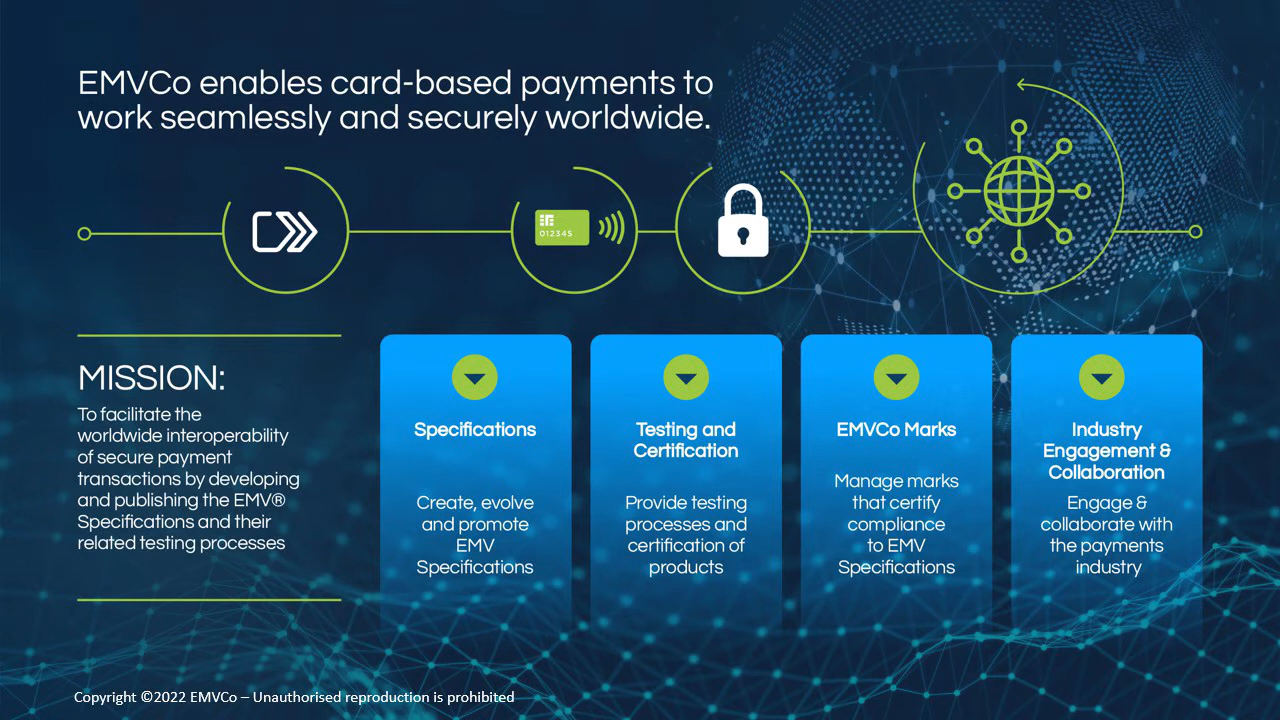 EMVCo enables card-based payments to
work seamlessly and securely worldwide.
012345
MISSION:
To facilitate the
worldwide interoperability
of secure payment
transactions by developing
and publishing the EMV®
Specifications and their
related testing processes
Specifications
Create, evolve
and promote
EMV
Specifications
Testing and
Certification
Provide testing
processes and
certification of
products
EMVCo Marks
Manage marks
that certify
compliance
to EMV
Specifications
Industry
Engagement &
Collaboration
Engage &
collaborate with
the payments
industry
Copyright ©2022 EMVCo – Unauthorised reproduction is prohibited